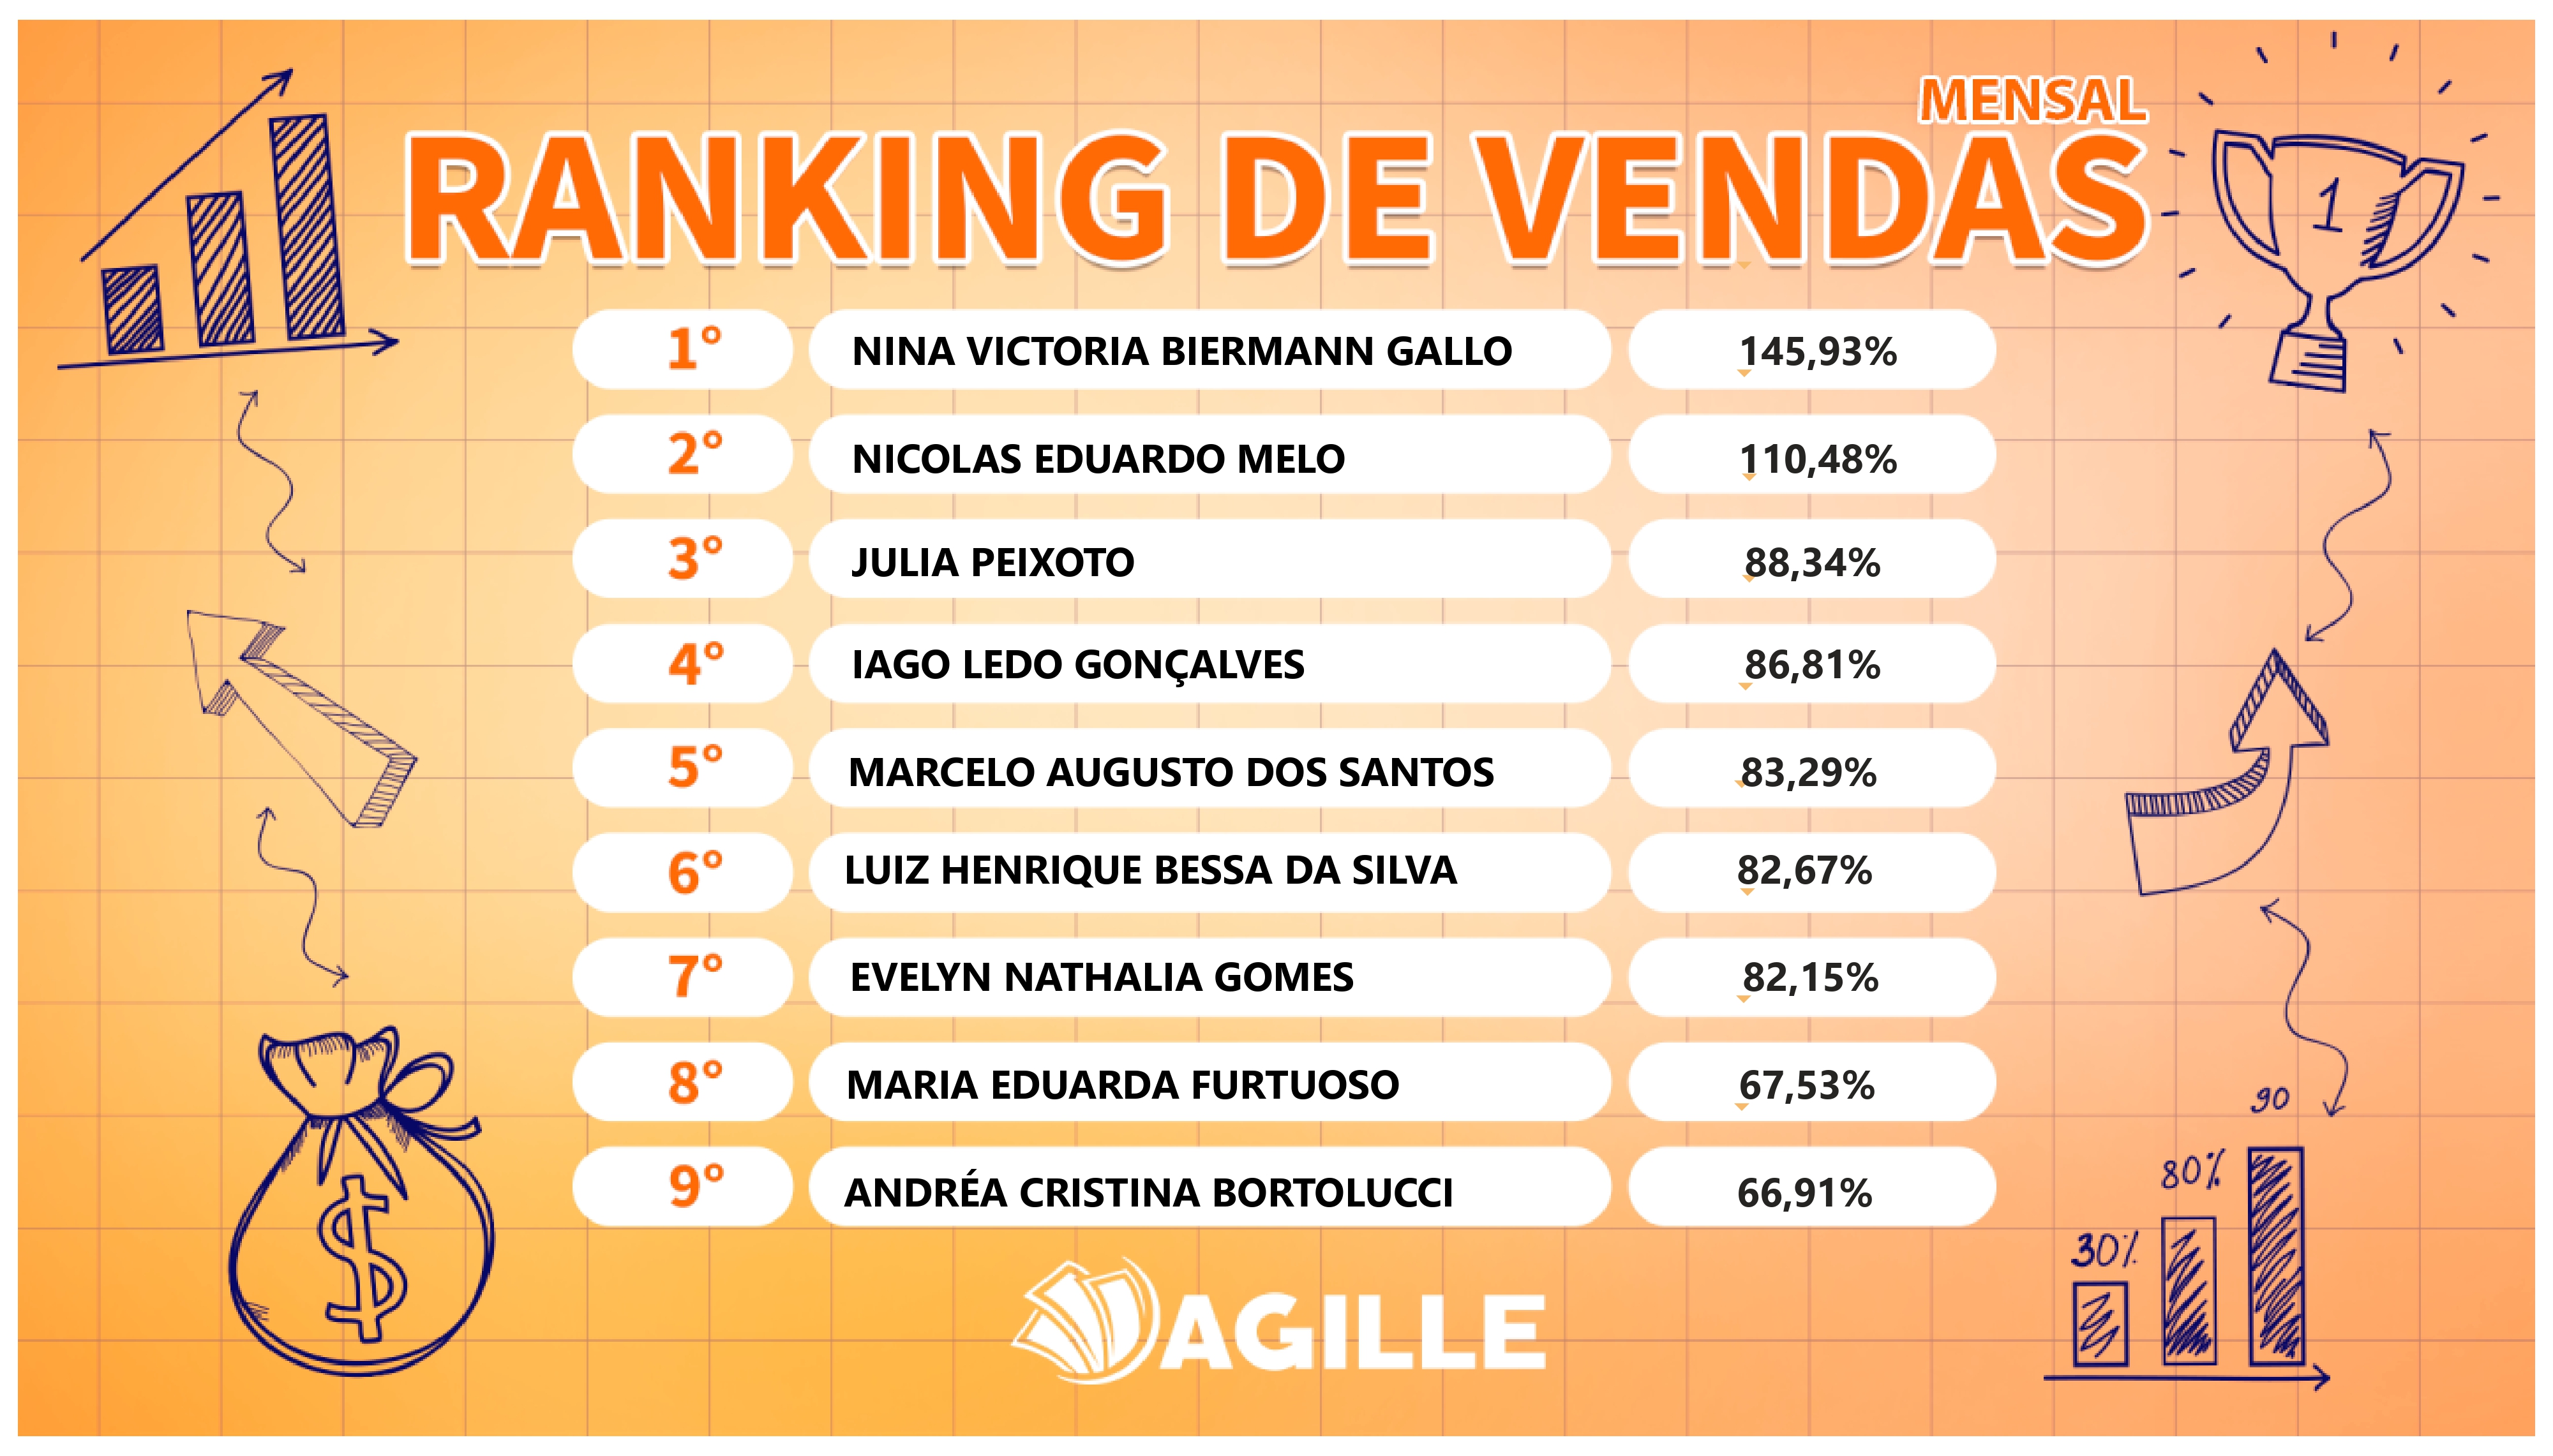 MENSAL
RANKING DE VENDAS
1
1° NINA VICTORIA BIERMANN GALLO 145,93%
2° NICOLAS EDUARDO MELO 110,48%
3° JULIA PEIXOTO 88,34%
4° IAGO LEDO GONÇALVES 86,81%
5° MARCELO AUGUSTO DOS SANTOS 83,29%
6° LUIZ HENRIQUE BESSA DA SILVA 82,67%
7° EVELYN NATHALIA GOMES 82,15%
8° MARIA EDUARDA FURTUOSO 67,53%
9° ANDRÉA CRISTINA BORTOLUCCI 66,91%
$
30% 80% 90
AGILLE